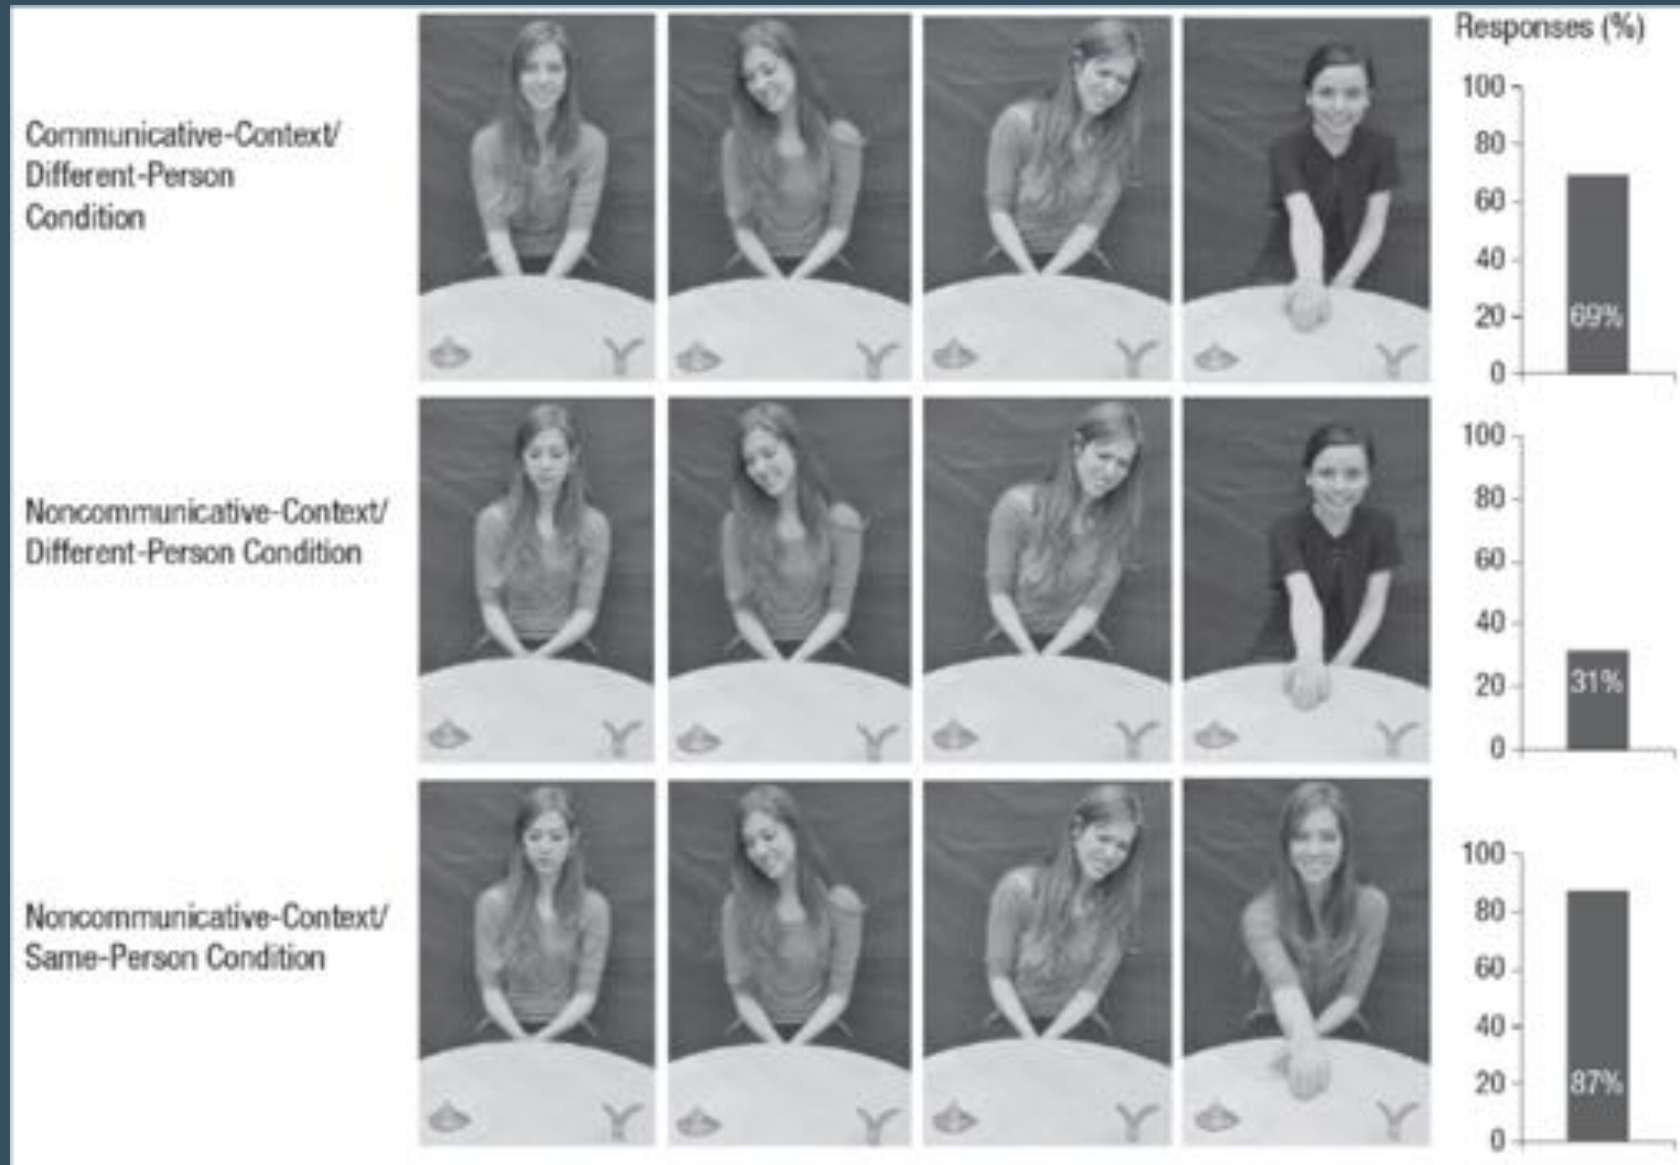 Responses (%)
Communicative-Context/
Different-Person
Condition
100
80
60
40
20
0
69%
Noncommunicative-Context/
Different-Person Condition
100
80
60
40
20
0
31%
Noncommunicative-Context/
Same-Person Condition
100
80
60
40
20
0
87%